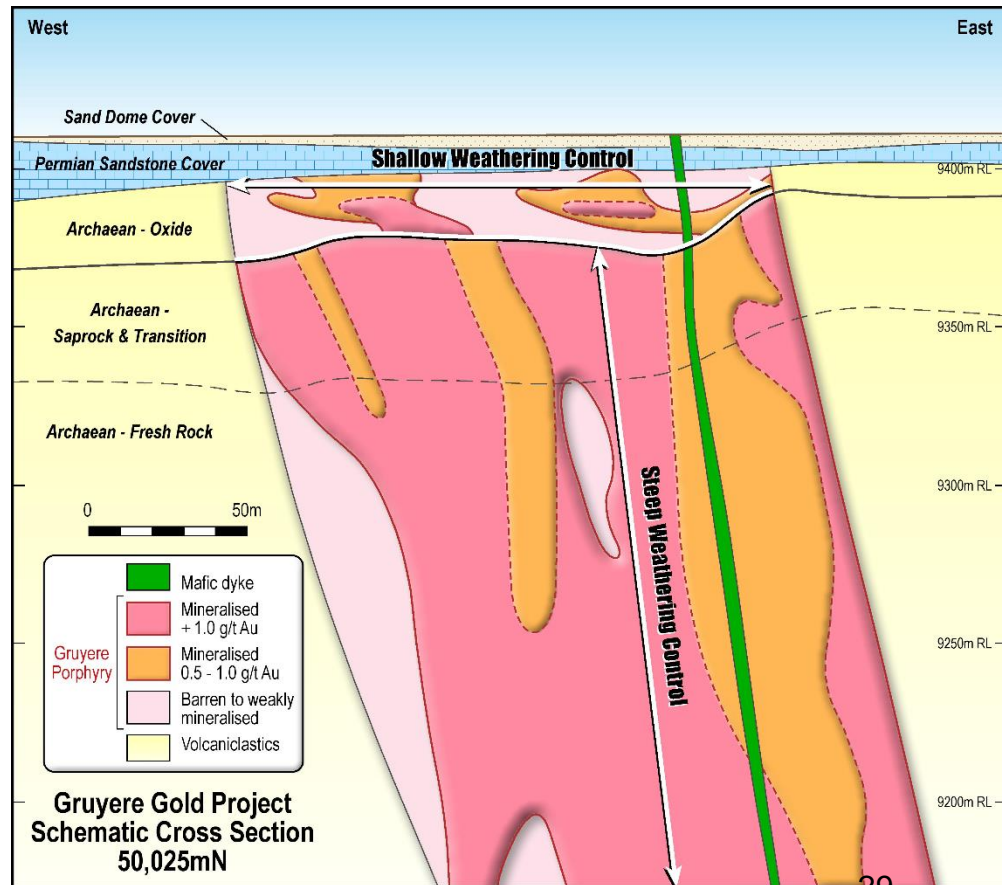 West
East
Sand Dome Cover
Permian Sandstone Cover
Shallow Weathering Control
9400m RL
Archaean - Oxide
Archaean -
Saprock & Transition
9350m RL
Archaean - Fresh Rock
Steep Weathering Control
9300m RL
0 50m
Mafic dyke
Gruyere
Porphyry
Mineralised
+ 1.0 g/t Au
Mineralised
0.5 - 1.0 g/t Au
Barren to weakly
mineralised
Volcaniclastics
9250m RL
Gruyere Gold Project
Schematic Cross Section
50,025mN
9200m RL